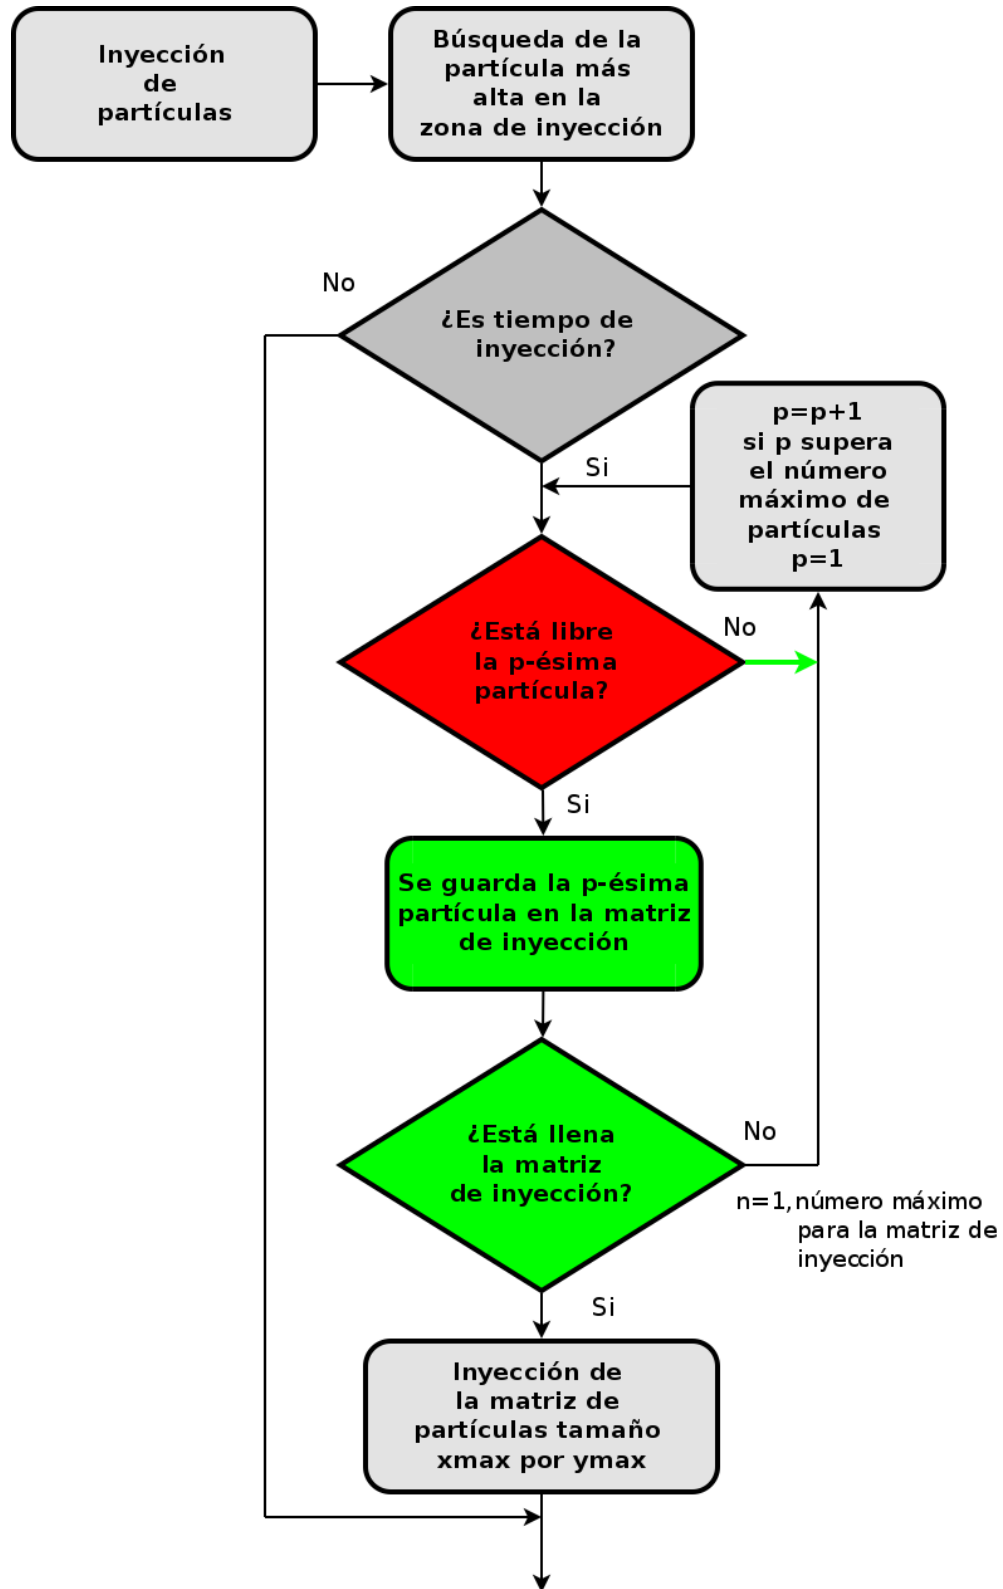 Inyección
de
partículas
Búsqueda de la
partícula más
alta en la
zona de inyección
No
¿Es tiempo de
inyección?
Si
p=p+1
si p supera
el número
máximo de
partículas
p=1
¿Está libre
la p-ésima
partícula?
No
Si
Se guarda la p-ésima
partícula en la matriz
de inyección
¿Está llena
la matriz
de inyección?
No
n=1,número máximo
para la matriz de
inyección
Si
Inyección de
la matriz de
partículas tamaño
xmax por ymax